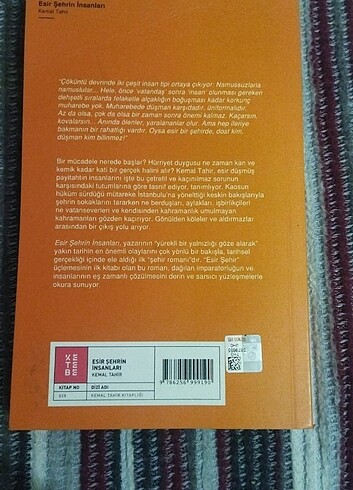 Esir Şehrin İnsanları
Kemal Tahir
"Çöküntü devrinde iki çeşit insan tipi ortaya çıkıyor: Namussuzlarla
namuslular... Hele, önce 'vatandaş' sonra 'insan' olunması gereken
dehşetli sıralarda felaketle alçaklığın boğuşması kadar korkunç
muharebe yok. Muharebede düşman karşıdadır, üniformalıdır.
Az da olsa, çok da olsa bir zaman sonra önemi kalmaz. Kaçarsın,
kovalarsın... Anında ölenler, yaralananlar olur. Ama hep ileriye
bakmanın bir rahatlığı vardır. Oysa esir bir şehirde, dost kim,
düşman kim bilinmez!"
Bir mücadele nerede başlar? Hürriyet duygusu ne zaman kan ve
kemik kadar kati bir gerçek halini alır? Kemal Tahir, esir düşmüş
payitahtın insanlarını işte bu çetrefil ve kaçınılmaz sorunun
karşısındaki tutumlarına göre tasnif ediyor, tanımlıyor. Kaosun
hüküm sürdüğü mütareke İstanbulu'na yönelttiği keskin bakışlarıyla
şehrin sokaklarını tararken ne berduşları, aylakları, işbirlikçileri
ne vatanseverleri ve kendisinden kahramanlık umulmayan
kahramanları gözden kaçırıyor. Gönülden köleler ve aldırmazlar
arasından bir çıkış yolu arıyor.
Esir Şehrin İnsanları, yazarının "yürekli bir yalnızlığı göze alarak"
yakın tarihin en önemli olaylarını çok yönlü bir bakışla, tarihsel
gerçekliği içinde ele aldığı ilk "şehir romanı"dır. "Esir Şehir"
üçlemesinin ilk kitabı olan bu roman, dağılan imparatorluğun ve
insanlarının eş zamanlı çözülmesini derin ve sarsıcı yüzleşmelerle
okura sunuyor.
KETEBE
ESİR ŞEHRİN
İNSANLARI
KEMAL TAHİR
KİTAP NO
DİZİ ADI
KEMAL TAHİR KİTAPLIĞI
9 786256 999190